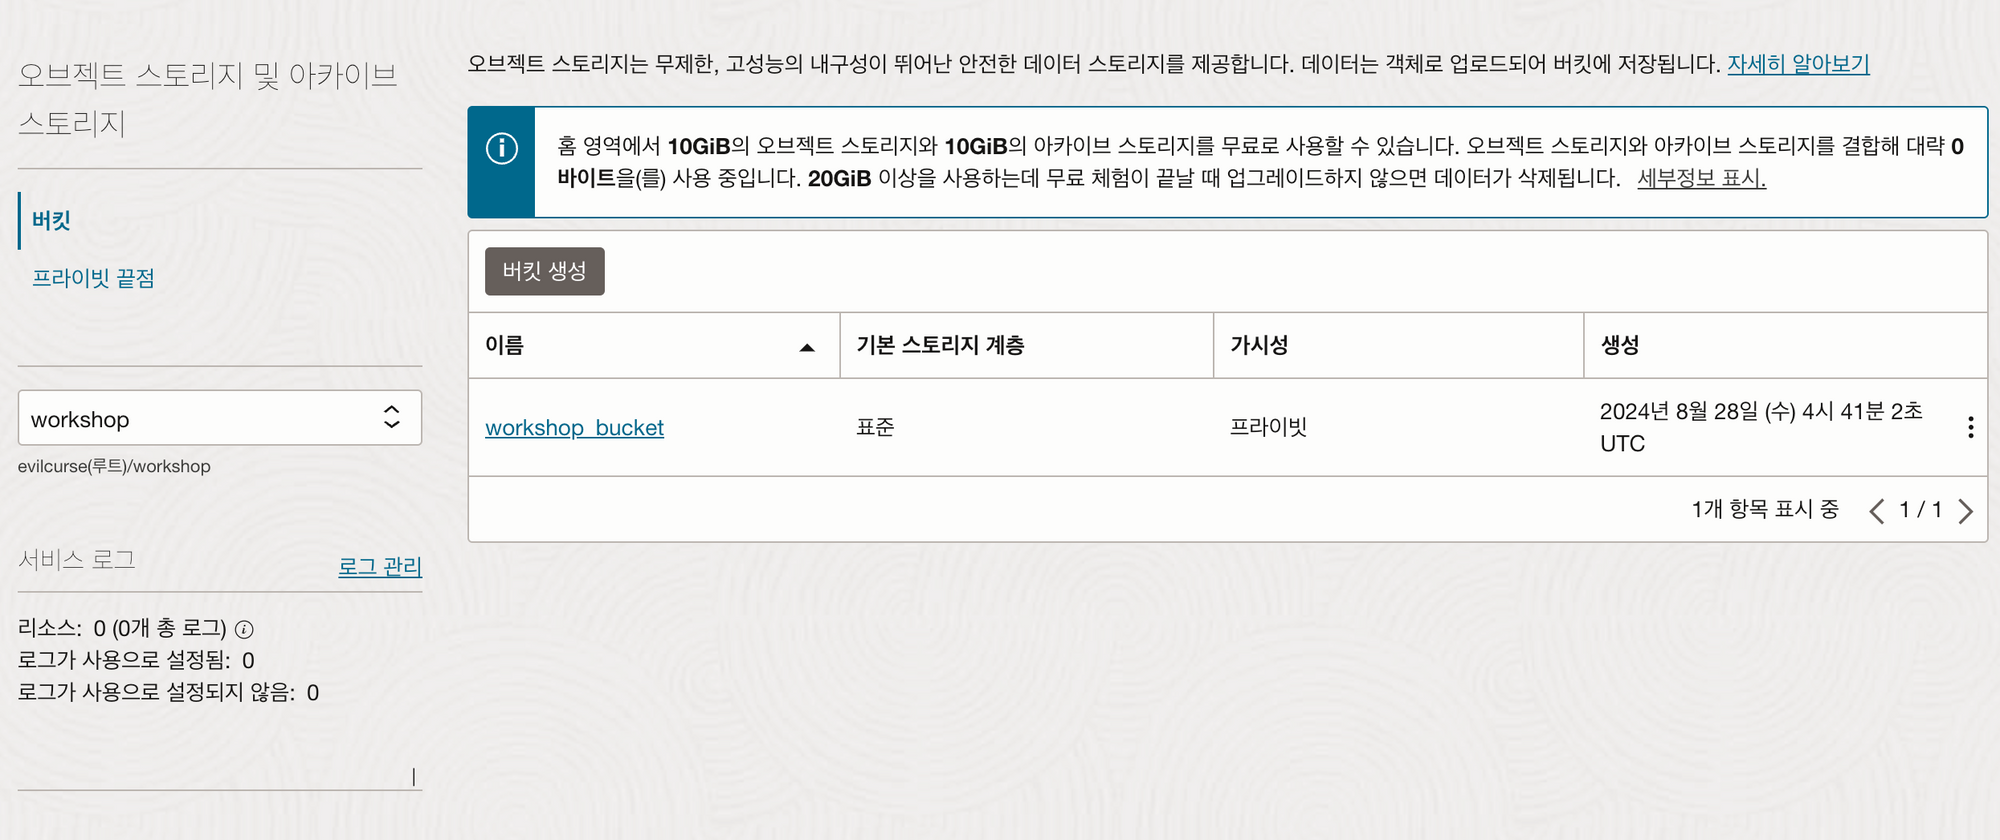 오브젝트 스토리지 및 아카이브
스토리지
버킷
프라이빗 끝점
workshop
evilcurse(루트)/workshop
서비스 로그
로그 관리
리소스: 0 (0개 총 로그)
로그가 사용으로 설정됨: 0
로그가 사용으로 설정되지 않음: 0
오브젝트 스토리지는 무제한, 고성능의 내구성이 뛰어난 안전한 데이터 스토리지를 제공합니다. 데이터는 객체로 업로드되어 버킷에 저장됩니다. 자세히 알아보기
홈 영역에서 10GiB의 오브젝트 스토리지와 10GiB의 아카이브 스토리지를 무료로 사용할 수 있습니다. 오브젝트 스토리지와 아카이브 스토리지를 결합해 대략 0
바이트을(를) 사용 중입니다. 20GiB 이상을 사용하는데 무료 체험이 끝날 때 업그레이드하지 않으면 데이터가 삭제됩니다. 세부정보 표시.
버킷 생성
이름 기본 스토리지 계층 가시성 생성
workshop_bucket 표준 프라이빗 2024년 8월 28일 (수) 4시 41분 2초
UTC
1개 항목 표시 중 1 / 1